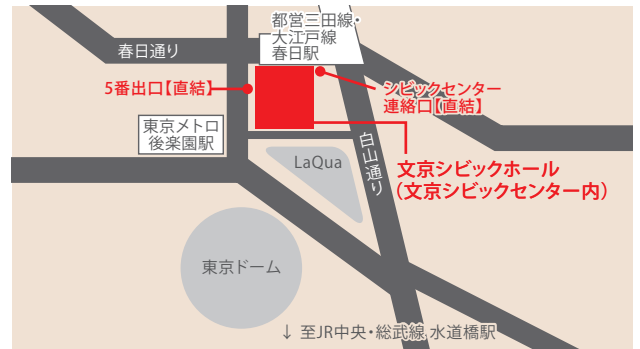 都営三田線・
大江戸線
春日駅
春日通り
5番出口【直結】
シビックセンター
連絡口【直結】
東京メトロ
後楽園駅
LaQua
白山通り
文京シビックホール
（文京シビックセンター内）
東京ドーム
↓ 至JR中央・総武線 水道橋駅